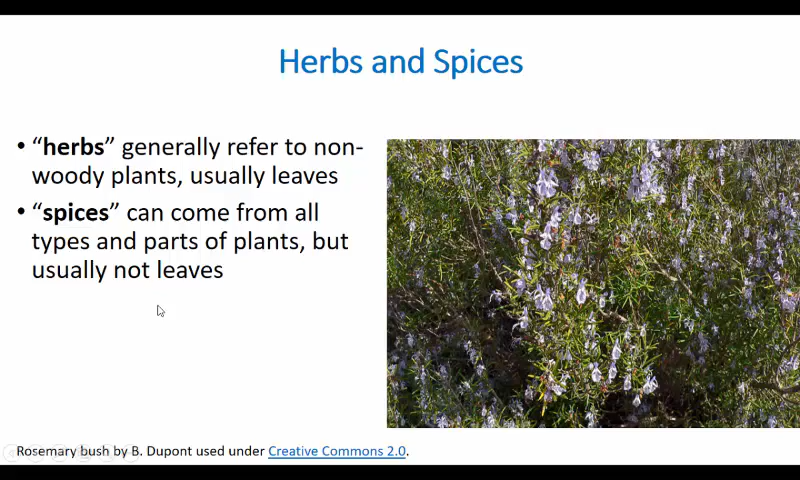 Herbs and Spices
• “herbs” generally refer to non-
woody plants, usually leaves
• “spices” can come from all
types and parts of plants, but
usually not leaves
Rosemary bush by B. Dupont used under Creative Commons 2.0.